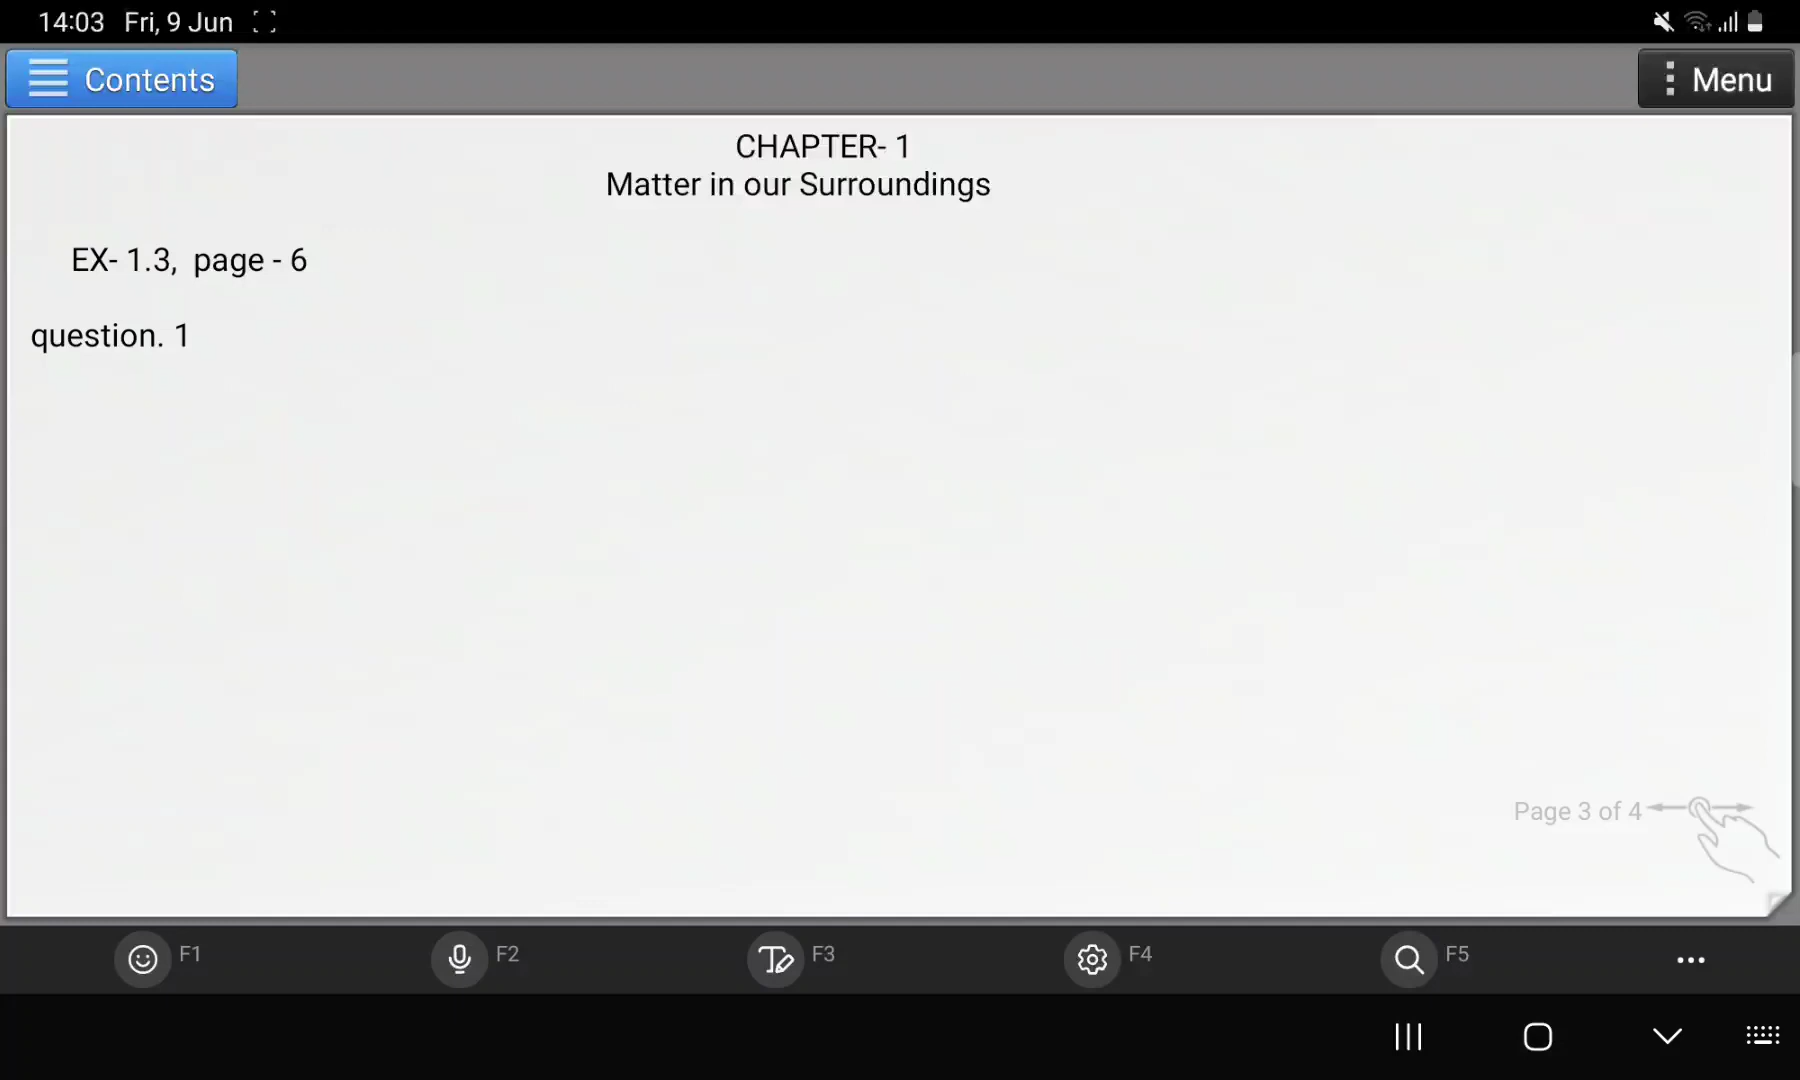 14:03 Fri, 9 Jun
Contents
Menu
CHAPTER- 1
Matter in our Surroundings
EX- 1.3, page - 6
question. 1
Page 3 of 4
F1 F2 F3 F4 F5